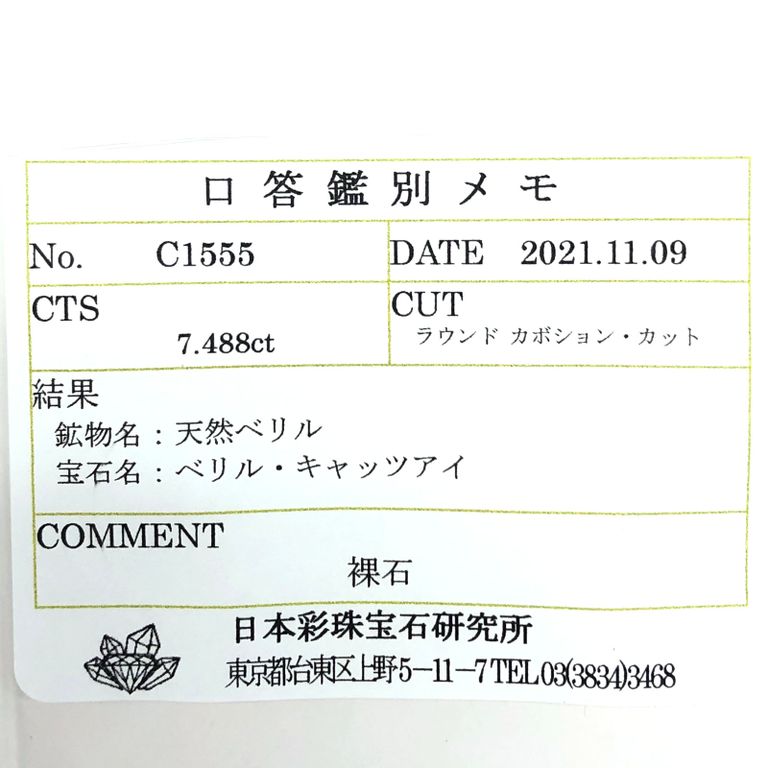 口答鑑別メモ
No. C1555 DATE 2021.11.09
CTS CUT
7.488ct ラウンド カボション・カット
結果
鉱物名：天然ベリル
宝石名：ベリル・キャッツアイ
COMMENT
裸石
日本彩珠宝石研究所
東京都台東区上野5－11－7 TEL 03(3834)3468